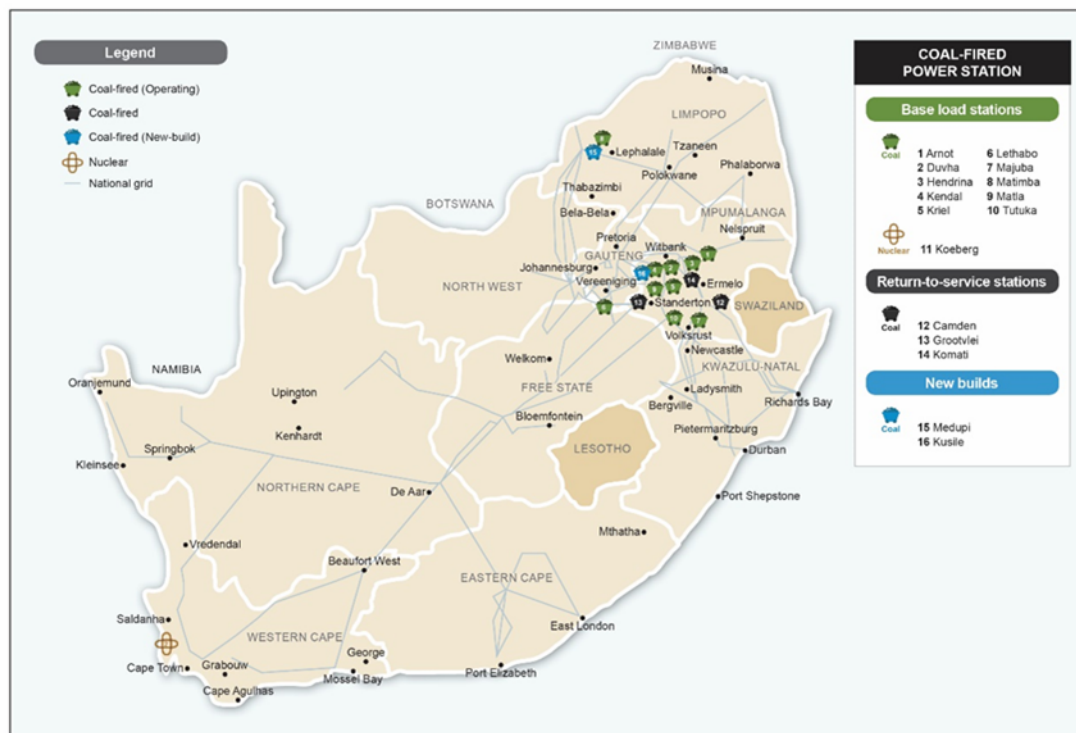 Legend
Coal-fired (Operating)
Coal-fired
Coal-fired (New-build)
Nuclear
National grid
COAL-FIRED
POWER STATION
Base load stations
Coal
1 Arnot
2 Duvha
3 Hendrina
4 Kendal
5 Kriel
6 Lethabo
7 Majuba
8 Matimba
9 Matla
10 Tutuka
Nuclear
11 Koeberg
Return-to-service stations
Coal
12 Camden
13 Grootvlei
14 Komati
New builds
Coal
15 Medupi
16 Kusile
ZIMBABWE
Musina
LIMPOPO
15
Lephalale
Tzaneen
Polokwane
Phalaborwa
Thabazimbi
BOTSWANA
Bela-Bela
MPUMALANGA
Nelspruit
Pretoria
Witbank
GAUTENG
Johannesburg
16
14
Ermelo
Vereeniging
NORTH WEST
13
Standerton
12
SWAZILAND
10
7
Volksrust
Newcastle
Welkom
KWAZULU-NATAL
NAMIBIA
Oranjemund
Upington
FREE STATE
Ladysmith
Bergville
Richards Bay
Bloemfontein
Kenhardt
Pietermaritzburg
Springbok
LESOTHO
Durban
Kleinsee
NORTHERN CAPE
De Aar
Port Shepstone
Mthatha
Vredendal
Beaufort West
EASTERN CAPE
Saldanha
East London
WESTERN CAPE
George
Cape Town
Grabouw
Mossel Bay
Port Elizabeth
Cape Agulhas